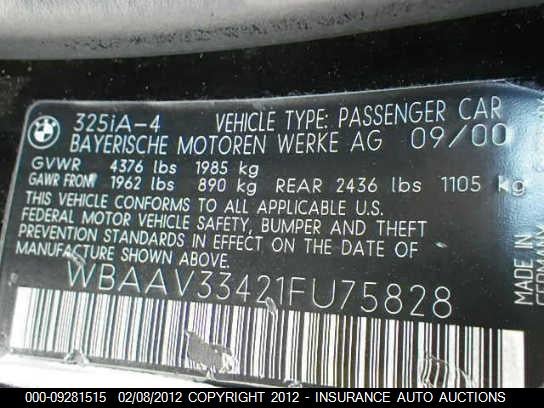 BMW
325iA-4 VEHICLE TYPE: PASSENGER CAR
BAYERISCHE MOTOREN WERKE AG 09/00
GVWR 4376 lbs 1985 kg
GAWR FRONT 1962 lbs 890 kg REAR 2436 lbs 1105 kg
THIS VEHICLE CONFORMS TO ALL APPLICABLE U.S.
FEDERAL MOTOR VEHICLE SAFETY, BUMPER AND THEFT
PREVENTION STANDARDS IN EFFECT ON THE DATE OF
MANUFACTURE SHOWN ABOVE.
WBAAV33421FU75828
000-09281515 02/08/2012 COPYRIGHT 2012 - INSURANCE AUTO AUCTIONS